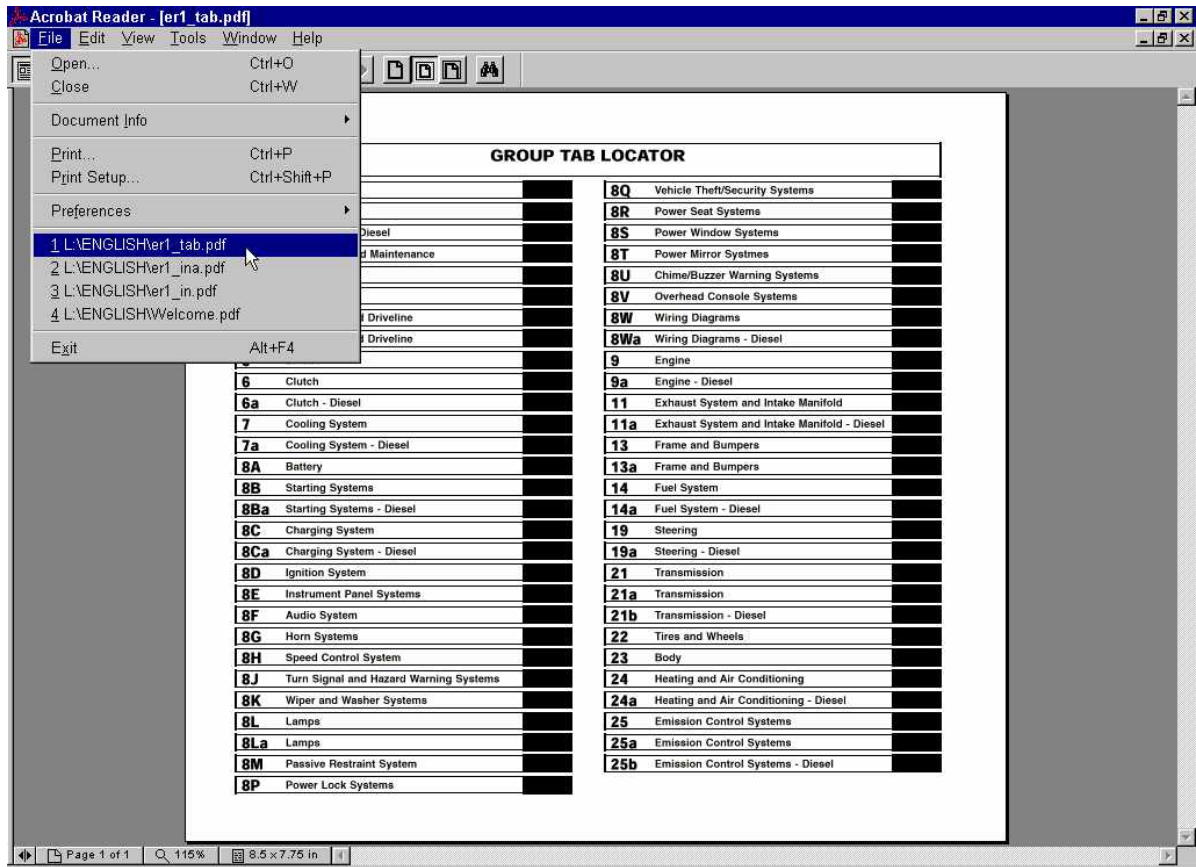 Acrobat Reader - [er1_tab.pdf]
File Edit View Tools Window Help
Open... Ctrl+O
Close Ctrl+W
Document Info
Print... Ctrl+P
Print Setup... Ctrl+Shift+P
Preferences
1 L:\ENGLISH\er1_tab.pdf
2 L:\ENGLISH\er1_ina.pdf
3 L:\ENGLISH\er1_in.pdf
4 L:\ENGLISH\Welcome.pdf
Exit Alt+F4
GROUP TAB LOCATOR
Diesel
Maintenance
Driveline
Driveline
6 Clutch
6a Clutch - Diesel
7 Cooling System
7a Cooling System - Diesel
8A Battery
8B Starting Systems
8Ba Starting Systems - Diesel
8C Charging System
8Ca Charging System - Diesel
8D Ignition System
8E Instrument Panel Systems
8F Audio System
8G Horn Systems
8H Speed Control System
8J Turn Signal and Hazard Warning Systems
8K Wiper and Washer Systems
8L Lamps
8La Lamps
8M Passive Restraint System
8P Power Lock Systems
8Q Vehicle Theft/Security Systems
8R Power Seat Systems
8S Power Window Systems
8T Power Mirror Systmes
8U Chime/Buzzer Warning Systems
8V Overhead Console Systems
8W Wiring Diagrams
8Wa Wiring Diagrams - Diesel
9 Engine
9a Engine - Diesel
11 Exhaust System and Intake Manifold
11a Exhaust System and Intake Manifold - Diesel
13 Frame and Bumpers
13a Frame and Bumpers
14 Fuel System
14a Fuel System - Diesel
19 Steering
19a Steering - Diesel
21 Transmission
21a Transmission
21b Transmission - Diesel
22 Tires and Wheels
23 Body
24 Heating and Air Conditioning
24a Heating and Air Conditioning - Diesel
25 Emission Control Systems
25a Emission Control Systems
25b Emission Control Systems - Diesel
Page 1 of 1 115% 8.5 x 7.75 in